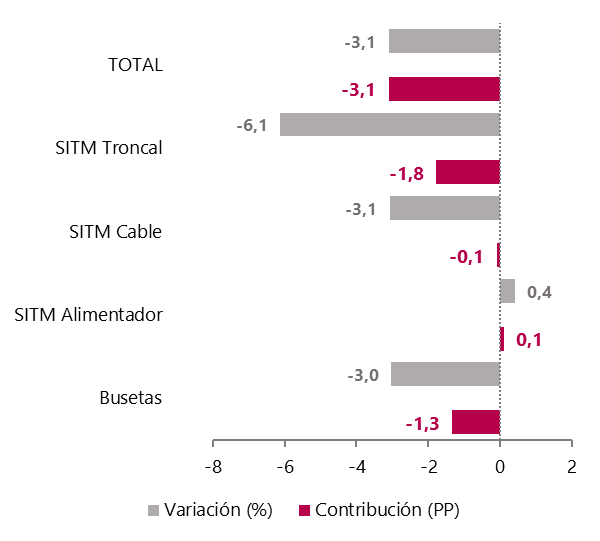 TOTAL
-3,1
-3,1
SITM Troncal
-6,1
-1,8
SITM Cable
-3,1
-0,1
SITM Alimentador
0,4
0,1
Busetas
-3,0
-1,3
-8 -6 -4 -2 0 2
Variación (%) Contribución (PP)